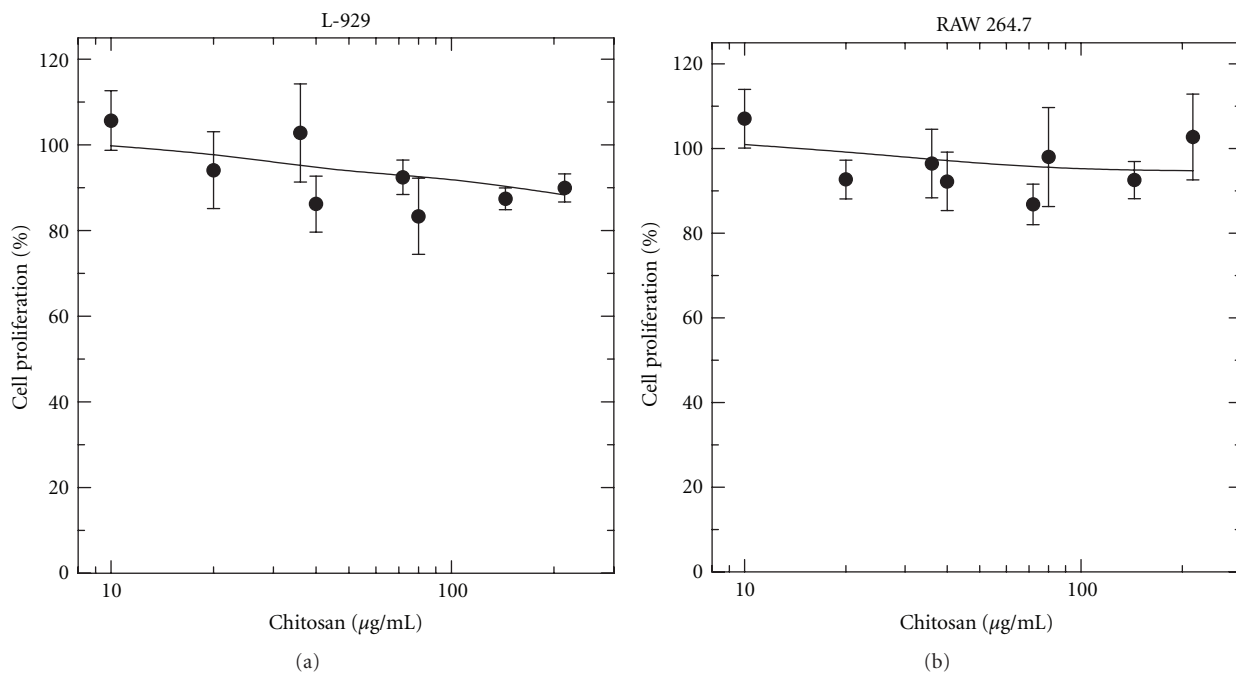 L-929
Cell proliferation (%)
120
100
80
60
40
20
0
10
100
Chitosan (μg/mL)
(a)
RAW 264.7
Cell proliferation (%)
120
100
80
60
40
20
0
10
100
Chitosan (μg/mL)
(b)